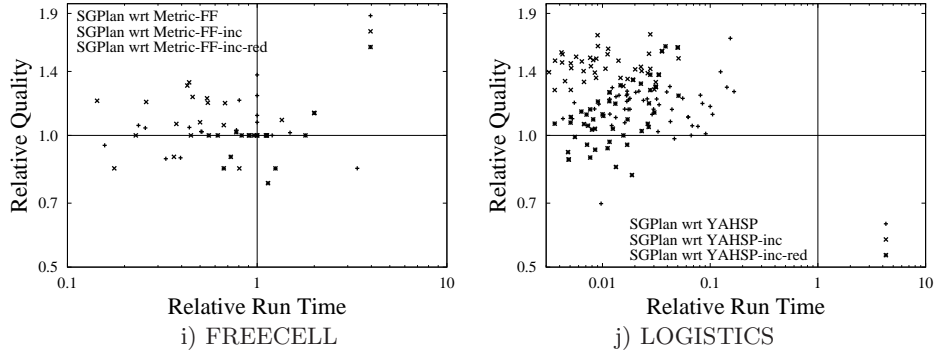 1.9
SGPlan wrt Metric-FF
SGPlan wrt Metric-FF-inc
SGPlan wrt Metric-FF-inc-red
1.4
1.0
0.7
0.5
Relative Quality
0.1 1 10
Relative Run Time
i) FREECELL
1.9
1.4
1.0
0.7
0.5
Relative Quality
SGPlan wrt YAHSP
SGPlan wrt YAHSP-inc
SGPlan wrt YAHSP-inc-red
0.01 0.1 1 10
Relative Run Time
j) LOGISTICS